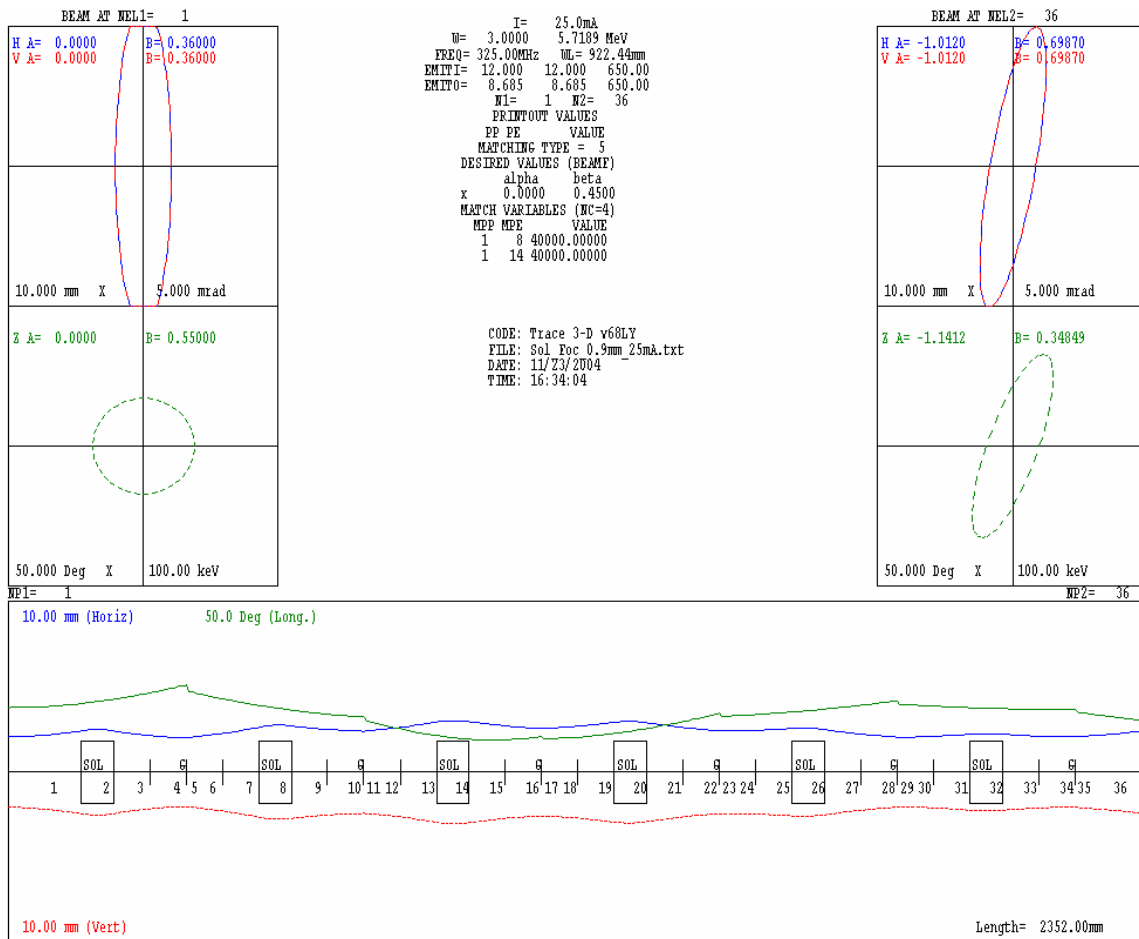 BEAM AT NEL1= 1
H A= 0.0000 B= 0.36000
V A= 0.0000 B= 0.36000
10.000 mm X 5.000 mrad
Z A= 0.0000 B= 0.55000
50.000 Deg X 100.00 keV
NP1= 1
I= 25.0mA
W= 3.0000 5.7189 MeV
FREQ= 325.00MHz WL= 922.44mm
EMITI= 12.000 12.000 650.00
EMITO= 8.685 8.685 650.00
N1= 1 N2= 36
PRINTOUT VALUES
PP PE VALUE
MATCHING TYPE = 5
DESIRED VALUES (BEAMF)
alpha beta
x 0.0000 0.4500
MATCH VARIABLES (NC=4)
MPP MPE VALUE
1 8 40000.00000
1 14 40000.00000
CODE: Trace 3-D v68LY
FILE: Sol Foc 0.9mm_25mA.txt
DATE: 11/23/2004
TIME: 16:34:04
BEAM AT NEL2= 36
H A= -1.0120 B= 0.69870
V A= -1.0120 B= 0.69870
10.000 mm X 5.000 mrad
Z A= -1.1412 B= 0.34849
50.000 Deg X 100.00 keV
NP2= 36
10.00 mm (Horiz) 50.0 Deg (Long.)
SOL G SOL G SOL G SOL G SOL G SOL G
1 2 3 4 5 6 7 8 9 10 11 12 13 14 15 16 17 18 19 20 21 22 23 24 25 26 27 28 29 30 31 32 33 34 35 36
10.00 mm (Vert) Length= 2352.00mm